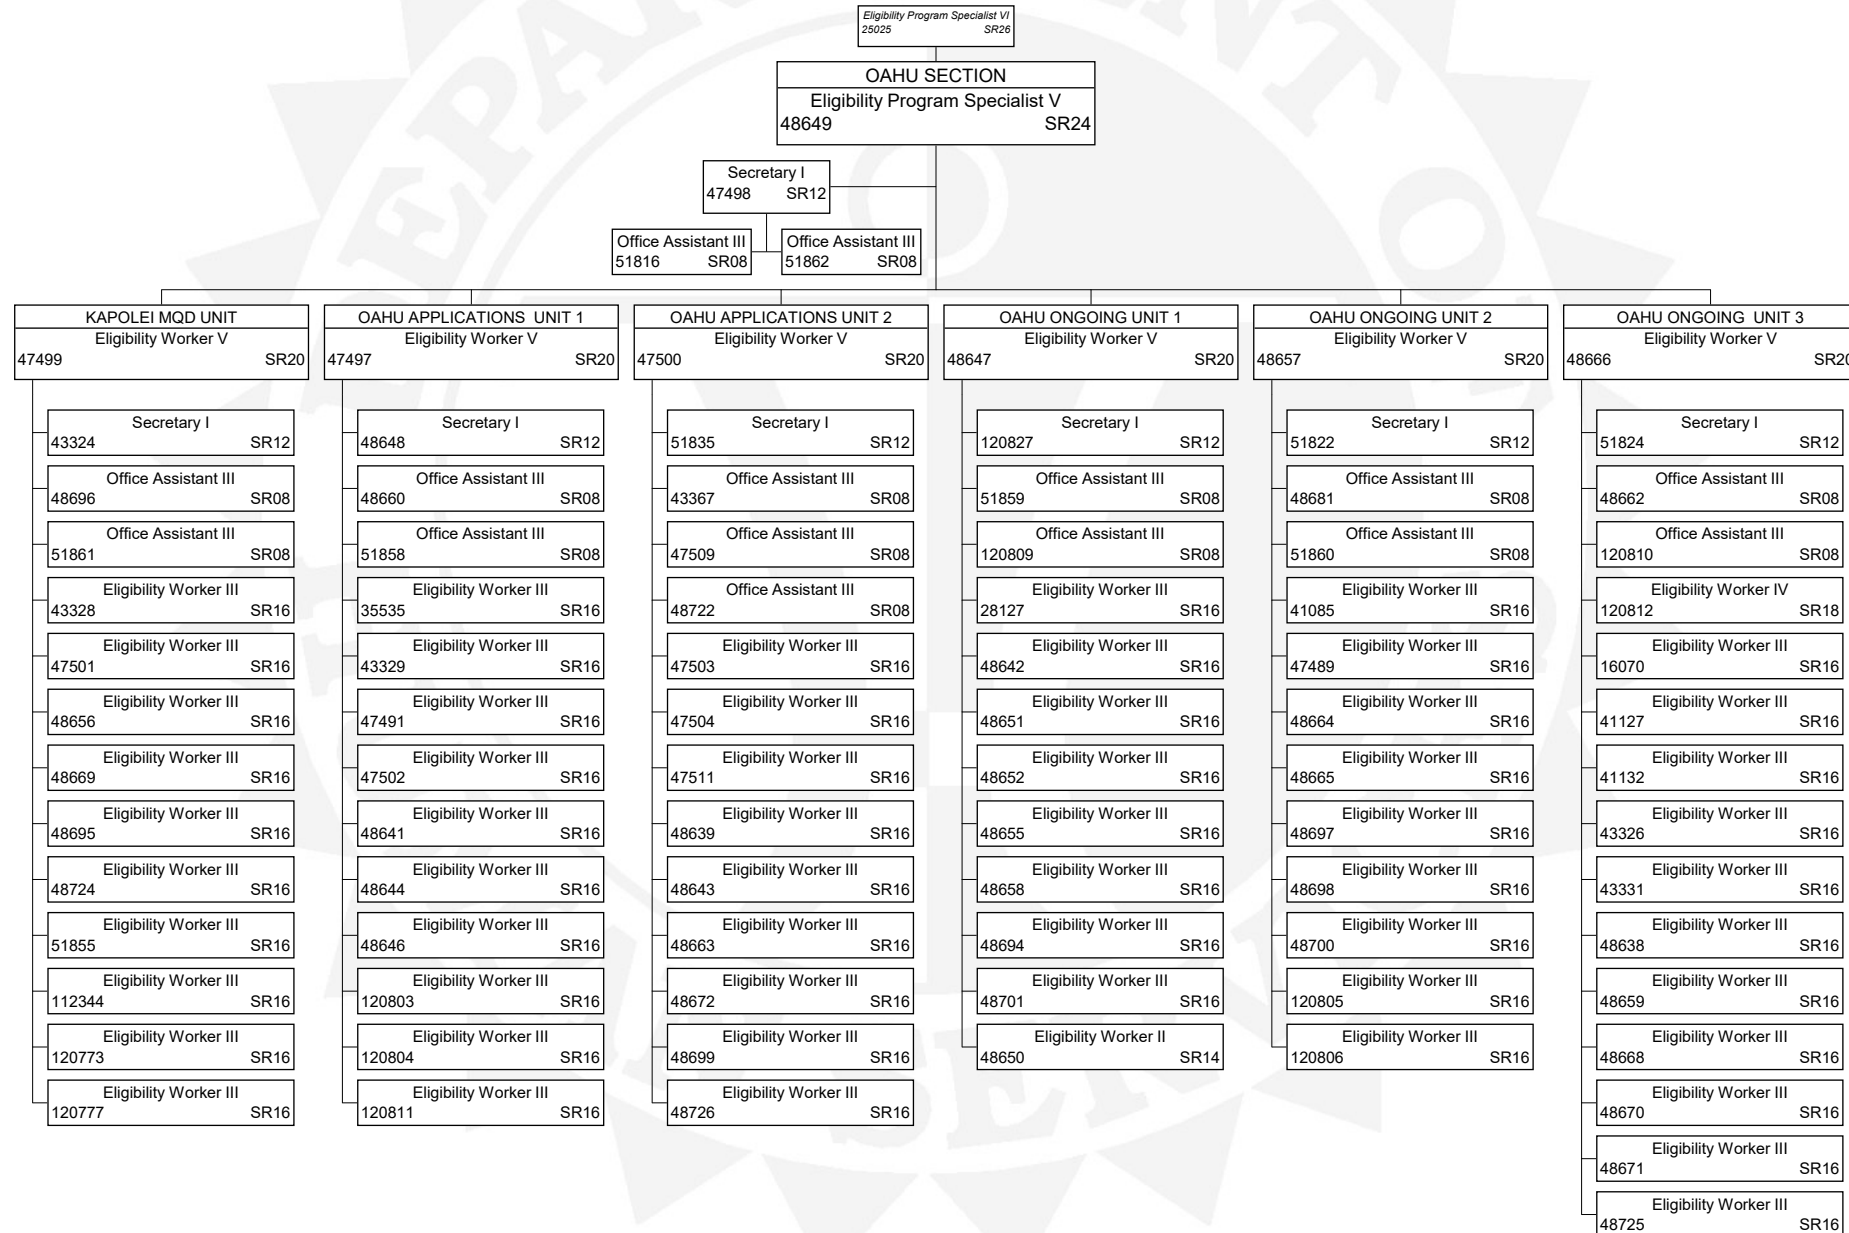 Eligibility Program Specialist VI
25025 SR26
OAHU SECTION
Eligibility Program Specialist V
48649 SR24
Secretary I
47498 SR12
Office Assistant III
51816 SR08
Office Assistant III
51862 SR08
KAPOLEI MQD UNIT
Eligibility Worker V
47499 SR20
Secretary I
43324 SR12
Office Assistant III
48696 SR08
Office Assistant III
51861 SR08
Eligibility Worker III
43328 SR16
Eligibility Worker III
47501 SR16
Eligibility Worker III
48656 SR16
Eligibility Worker III
48669 SR16
Eligibility Worker III
48695 SR16
Eligibility Worker III
48724 SR16
Eligibility Worker III
51855 SR16
Eligibility Worker III
112344 SR16
Eligibility Worker III
120773 SR16
Eligibility Worker III
120777 SR16
OAHU APPLICATIONS UNIT 1
Eligibility Worker V
47497 SR20
Secretary I
48648 SR12
Office Assistant III
48660 SR08
Office Assistant III
51858 SR08
Eligibility Worker III
35535 SR16
Eligibility Worker III
43329 SR16
Eligibility Worker III
47491 SR16
Eligibility Worker III
47502 SR16
Eligibility Worker III
48641 SR16
Eligibility Worker III
48644 SR16
Eligibility Worker III
48646 SR16
Eligibility Worker III
120803 SR16
Eligibility Worker III
120804 SR16
Eligibility Worker III
120811 SR16
OAHU APPLICATIONS UNIT 2
Eligibility Worker V
47500 SR20
Secretary I
51835 SR12
Office Assistant III
43367 SR08
Office Assistant III
47509 SR08
Office Assistant III
48722 SR08
Eligibility Worker III
47503 SR16
Eligibility Worker III
47504 SR16
Eligibility Worker III
47511 SR16
Eligibility Worker III
48639 SR16
Eligibility Worker III
48643 SR16
Eligibility Worker III
48663 SR16
Eligibility Worker III
48672 SR16
Eligibility Worker III
48699 SR16
Eligibility Worker III
48726 SR16
OAHU ONGOING UNIT 1
Eligibility Worker V
48647 SR20
Secretary I
120827 SR12
Office Assistant III
51859 SR08
Office Assistant III
120809 SR08
Eligibility Worker III
28127 SR16
Eligibility Worker III
48642 SR16
Eligibility Worker III
48651 SR16
Eligibility Worker III
48652 SR16
Eligibility Worker III
48655 SR16
Eligibility Worker III
48658 SR16
Eligibility Worker III
48694 SR16
Eligibility Worker III
48701 SR16
Eligibility Worker II
48650 SR14
OAHU ONGOING UNIT 2
Eligibility Worker V
48657 SR20
Secretary I
51822 SR12
Office Assistant III
48681 SR08
Office Assistant III
51860 SR08
Eligibility Worker III
41085 SR16
Eligibility Worker III
47489 SR16
Eligibility Worker III
48664 SR16
Eligibility Worker III
48665 SR16
Eligibility Worker III
48697 SR16
Eligibility Worker III
48698 SR16
Eligibility Worker III
48700 SR16
Eligibility Worker III
120805 SR16
Eligibility Worker III
120806 SR16
OAHU ONGOING UNIT 3
Eligibility Worker V
48666 SR20
Secretary I
51824 SR12
Office Assistant III
48662 SR08
Office Assistant III
120810 SR08
Eligibility Worker IV
120812 SR18
Eligibility Worker III
16070 SR16
Eligibility Worker III
41127 SR16
Eligibility Worker III
41132 SR16
Eligibility Worker III
43326 SR16
Eligibility Worker III
43331 SR16
Eligibility Worker III
48638 SR16
Eligibility Worker III
48659 SR16
Eligibility Worker III
48668 SR16
Eligibility Worker III
48670 SR16
Eligibility Worker III
48671 SR16
Eligibility Worker III
48725 SR16